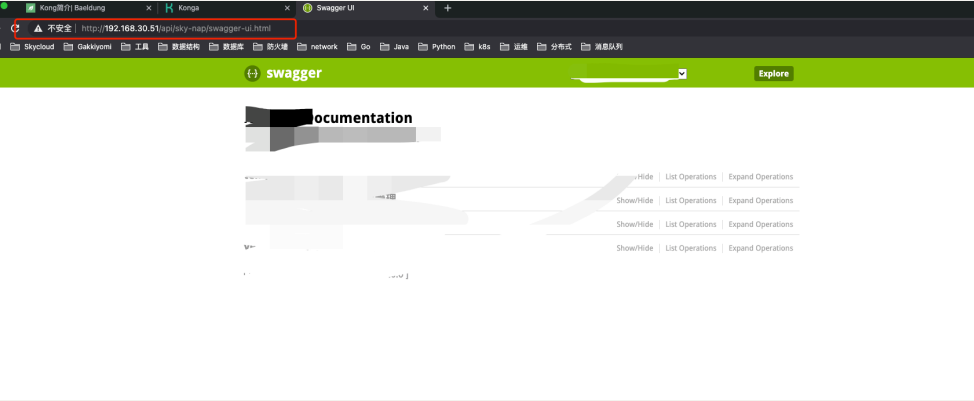 Kong简介| Baeldung × Konga × Swagger UI × +
不安全 | http://192.168.30.51/api/sky-nap/swagger-ui.html
Skycloud Gakkiyomi 工具 数据结构 数据库 防火墙 network Go Java Python k8s 运维 分布式 消息队列
swagger Explore
Documentation
Hide List Operations Expand Operations
理 Show/Hide List Operations Expand Operations
Show/Hide List Operations Expand Operations
Show/Hide List Operations Expand Operations